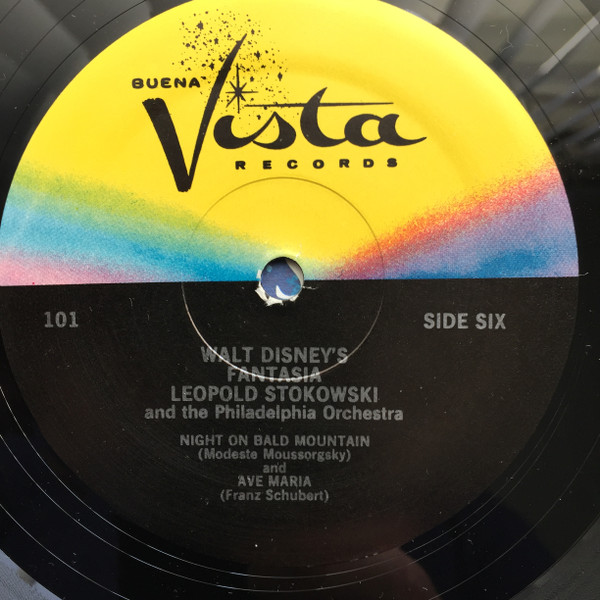 BUENA
Vista
RECORDS
101
SIDE SIX
WALT DISNEY'S
FANTASIA
LEOPOLD STOKOWSKI
and the Philadelphia Orchestra
NIGHT ON BALD MOUNTAIN
(Modeste Moussorgsky)
and
AVE MARIA
(Franz Schubert)